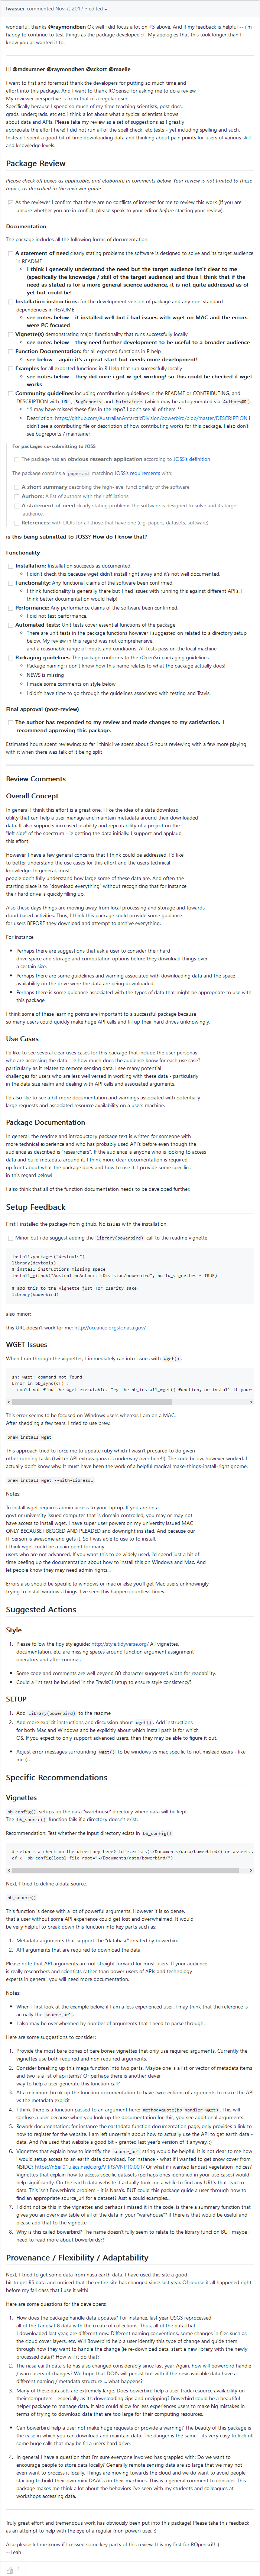 lwasser commented Nov 7, 2017 • edited
wonderful. thanks @raymondben Ok well i did focus a lot on #3 above. And if my feedback is helpful -- i'm
happy to continue to test things as the package developed :) . My apologies that this took longer than I
know you all wanted it to.
Hi @mdsumner @raymondben @sckott @maelle
I want to first and foremost thank the developers for putting so much time and
effort into this package. And I want to thank ROpensci for asking me to do a review.
My reviewer perspective is from that of a regular user.
Specifically because I spend so much of my time teaching scientist, post docs,
grads, undergrads, etc etc, i think a lot about what a typical scientists knows
about data and APIs. Please take my review as a set of suggestions as I greatly
appreciate the effort here! I did not run all of the spell check, etc tests - yet including spelling and such.
Instead I spent a good bit of time downloading data and thinking about pain points for users of various skill
and knowledge levels.
Package Review
Please check off boxes as applicable, and elaborate in comments below. Your review is not limited to these
topics, as described in the reviewer guide
As the reviewer I confirm that there are no conflicts of interest for me to review this work (If you are
unsure whether you are in conflict, please speak to your editor before starting your review).
Documentation
The package includes all the following forms of documentation:
A statement of need clearly stating problems the software is designed to solve and its target audience
in README
I think i generally understand the need but the target audience isn't clear to me
(specifically the knowledge / skill of the target audience) and thus I think that if the
need as stated is for a more general science audience, it is not quite addressed as of
yet but could be!
Installation instructions: for the development version of package and any non-standard
dependencies in README
see notes below - it installed well but i had issues with wget on MAC and the errors
were PC focused
Vignette(s) demonstrating major functionality that runs successfully locally
see notes below - they need further development to be useful to a broader audience
Function Documentation: for all exported functions in R help
see below - again it's a great start but needs more development!
Examples for all exported functions in R Help that run successfully locally
see notes below - they did once i got w_get working! so this could be checked if wget
works
Community guidelines including contribution guidelines in the README or CONTRIBUTING, and
DESCRIPTION with URL, BugReports and Maintainer (which may be autogenerated via Authors@R).
**I may have missed these files in the repo? I don't see all of them **
Description: https://github.com/AustralianAntarcticDivision/bowerbird/blob/master/DESCRIPTION I
didn't see a contributing file or description of how contributing works for this package. I also don't
see bugreports / maintainer.
For packages co-submitting to JOSS
The package has an obvious research application according to JOSS's definition
The package contains a paper.md matching JOSS's requirements with:
A short summary describing the high-level functionality of the software
Authors: A list of authors with their affiliations
A statement of need clearly stating problems the software is designed to solve and its target
audience.
References: with DOIs for all those that have one (e.g. papers, datasets, software).
is this being submitted to JOSS? How do I know that?
Functionality
Installation: Installation succeeds as documented.
I didn't check this because wget didn't install right away and it's not well documented.
Functionality: Any functional claims of the software been confirmed.
I think functionality is generally there but I had issues with running this against different API's. I
think better documentation would help!
Performance: Any performance claims of the software been confirmed.
I did not test performance.
Automated tests: Unit tests cover essential functions of the package
There are unit tests in the package functions however i suggested on related to a directory setup
below. My review in this regard was not comprehensive.
and a reasonable range of inputs and conditions. All tests pass on the local machine.
Packaging guidelines: The package conforms to the rOpenSci packaging guidelines
Package naming: i don't know how this name relates to what the package actually does!
NEWS is missing
I made some comments on style below
i didn't have time to go through the guidelines associated with testing and Travis.
Final approval (post-review)
The author has responded to my review and made changes to my satisfaction. I
recommend approving this package.
Estimated hours spent reviewing: so far i think i've spent about 5 hours reviewing with a few more playing
with it when there was talk of it being split
Review Comments
Overall Concept
In general I think this effort is a great one. I like the idea of a data download
utility that can help a user manage and maintain metadata around their downloaded
data. It also supports increased usability and repeatability of a project on the
"left side" of the spectrum - ie getting the data initially. I support and applaud
this effort!
However I have a few general concerns that I think could be addressed. I'd like
to better understand the use cases for this effort and the users technical
knowledge. In general, most
people don't fully understand how large some of these data are. And often the
starting place is to "download everything" without recognizing that for instance
their hard drive is quickly filling up.
Also these days things are moving away from local processing and storage and towards
cloud based activities. Thus, I think this package could provide some guidance
for users BEFORE they download and attempt to archive everything.
For instance,
Perhaps there are suggestions that ask a user to consider their hard
drive space and storage and computation options before they download things over
a certain size.
Perhaps there are some guidelines and warning associated with downloading data and the space
availability on the drive were the data are being downloaded.
Perhaps there is some guidance associated with the types of data that might be appropriate to use with
this package
I think some of these learning points are important to a successful package because
so many users could quickly make huge API calls and fill up their hard drives unknowingly.
Use Cases
I'd like to see several clear uses cases for this package that include the user personas
who are accessing the data - ie how much does the audience know for each use case?
particularly as it relates to remote sensing data. I see many potential
challenges for users who are less well versed in working with these data - particularly
in the data size realm and dealing with API calls and associated arguments.
I'd also like to see a bit more documentation and warnings associated with potentially
large requests and associated resource availability on a users machine.
Package Documentation
In general, the readme and introductory package text is written for someone with
more technical experience and who has probably used API's before even though the
audience as described is "researchers". If the audience is anyone who is looking to access
data and build metadata around it, I think more clear documentation is required
up front about what the package does and how to use it. I provide some specifics
in this regard below!
I also think that all of the function documentation needs to be developed further.
Setup Feedback
First I installed the package from github. No issues with the installation.
Minor but i do suggest adding the library(bowerbird) call to the readme vignette
install.packages("devtools")
library(devtools)
# install instructions missing space
install_github("AustralianAntarcticDivision/bowerbird", build_vignettes = TRUE)
# add this to the vignette just for clarity sake!
library(bowerbird)
also minor:
this URL doesn't work for me: http://oceandata.gsfc.nasa.gov/
WGET Issues
When I ran through the vignettes, I immediately ran into issues with wget().
sh: wget: command not found
Error in bb_sync(cf) :
could not find the wget executable. Try the bb_install_wget() function, or install it yours
This error seems to be focused on Windows users whereas I am on a MAC.
After shedding a few tears, I tried to use brew.
brew install wget
This approach tried to force me to update ruby which I wasn't prepared to do given
other running tasks (twitter API extravaganza is underway over here!!). The code below, however worked. I
actually don't know why. It must have been the work of a helpful magical make-things-install-right gnome.
brew install wget --with-libressl
Notes:
To install wget requires admin access to your laptop. If you are on a
govt or university issued computer that is domain controlled, you may or may not
have access to install wget. I have super user powers on my university issued MAC
ONLY BECAUSE I BEGGED AND PLEADED and downright insisted. And because our
IT person is awesome and gets it. So I was able to use to to install.
I think wget could be a pain point for many
users who are not advanced. If you want this to be widely used, I'd spend just a bit of
time beefing up the documentation about how to install this on Windows and Mac. And
let people know they may need admin rights...
Errors also should be specific to windows or mac or else you'll get Mac users unknowingly
trying to install windows things. I've seen this happen countless times.
Suggested Actions
Style
1. Please follow the tidy styleguide: http://style.tidyverse.org/ All vignettes,
documentation, etc are missing spaces around function argument assignment
operators and after commas.
Some code and comments are well beyond 80 character suggested width for readability.
Could a lint test be included in the TravisCI setup to ensure style consistency?
SETUP
1. Add library(bowerbird) to the readme
2. Add more explicit instructions and discussion about wget(). Add instructions
for both Mac and Windows and be explicitly about which install path is for which
OS. If you expect to only support advanced users, then they may be able to figure it out.
Adjust error messages surrounding wget() to be windows vs mac specific to not mislead users - like
me :) .
Specific Recommendations
Vignettes
bb_config() setups up the data "warehouse" directory where data will be kept.
The bb_source() function fails if a directory doesn't exist.
Recommendation: Test whether the input directory exists in bb_config()
# setup - a check on the directory here? !dir.exists(~/Documents/data/bowerbird/) or assert..
cf <- bb_config(local_file_root="~/Documents/data/bowerbird/")
Next, I tried to define a data source.
bb_source()
This function is dense with a lot of powerful arguments. However it is so dense,
that a user without some API experience could get lost and overwhelmed. It would
be very helpful to break down this function into key parts such as:
1. Metadata arguments that support the "database" created by bowerbird
2. API arguments that are required to download the data
Please note that API arguments are not straight forward for most users. If your audience
is really researchers and scientists rather than power users of APIs and technology
experts in general, you will need more documentation.
Notes:
When I first look at the example below, if I am a less experienced user, I may think that the reference is
actually the source_url.
I also may be overwhelmed by number of arguments that I need to parse through.
Here are some suggestions to consider:
1. Provide the most bare bones of bare bones vignettes that only use required arguments. Currently the
vignettes use both required and non required arguments.
2. Consider breaking up this mega function into two parts. Maybe one is a list or vector of metadata items
and two is a list of api items? Or perhaps there is another clever
way to help a user generate this function call?
3. At a minimum break up the function documentation to have two sections of arguments to make the API
vs the metadata explicit
4. I think there is a function passed to an argument here: method=quote(bb_handler_wget). This will
confuse a user because when you look up the documentation for this, you see additional arguments.
5. Rework documentation: for instance the earthdata function documentation page, only provides a link to
how to register for the website. I am left uncertain about how to actually use the API to get earth data -
and, And i've used that website a good bit - granted last year's version of it anyway...
6. Vignettes that explain how to identify the source_url string would be helpful. It is not clear to me how
i would setup access to an earth data download. For instance - what if i wanted to get snow cover from
NSIDC? https://n5eil01u.ecs.nsidc.org/VIIRS/VNP10.001/ Or what if i wanted landsat vegetation indices?
Vignettes that explain how to access specific datasets (perhaps ones identified in your use cases) would
help significantly. On the earth data website it actually took me a while to find any URL's that lead to
data. This isn't Bowerbirds problem - it is Nasa's. BUT could this package guide a user through how to
find an appropriate source_url for a dataset? Just a could example...
7. I didn't notice this in the vignettes and perhaps i missed it in the code. is there a summary function that
gives you an overview table of all of the data in your data warehouse? if there is that would be useful and
please add that to the vignette
8. Why is this called bowerbird? The name doesn't fully seem to relate to the library function BUT maybe i
need to read more about bowerbirds!!
Provenance / Flexibility / Adaptability
Next, I tried to get some data from nasa earth data. I have used this site a good
bit to get RS data and noticed that the entire site has changed since last year. Of course it all happened right
before my fall class that i use it with!
Here are some questions for the developers:
1. How does the package handle data updates? For instance, last year USGS reprocessed
all of the Landsat 8 data with the create of collections. Thus, all of the data that
I downloaded last year, are different now. Different naming conventions, some changes in files such as
the cloud cover layers, etc. Will Bowerbird help a user identify this type of change and guide them
through how they want to handle the change (ie re-download data, start a new library with the newly
processed data)? How will it do that?
2. The nasa earth data site has also changed considerably since last year. Again, how will bowerbird handle
/ warn users of changes? We hope that DOI's will persist but with if the new available data have a
different naming / metadata structure ... what happens?
3. Many of these datasets are extremely large. Does bowerbird help a user track resource availability on
their computers - especially as it's downloading zips and unzipping? Bowerbird could be a beautiful
helper package to manage data. It also could allow for less experiences users to make big mistakes in
terms of trying to download data that are too large for their computing resources.
Can bowerbird help a user not make huge requests or provide a warning? The beauty of this package is
the ease in which you can download and maintain data. The danger is the same - its very easy to kick off
some huge calls that may be fill a users hard drive.
4. In general I have a question that i'm sure everyone involved has grappled with: Do we want to
encourage people to store data locally? Generally remote sensing data are so large that we may not
even want to process it locally. Things are moving towards the cloud and so we do want to avoid people
starting to build their own mini DAACs on their machines. This is a general comment to consider. This
package makes me think a lot about the behaviors i've seen with my students and colleagues at
workshops accessing data.
Truly great effort and tremendous work has obviously been put into this package! Please take this feedback
as an attempt to help with the eye of a regular (non power) user. :)
Also please let me know if I missed some key parts of this review. It is my first for ROpensci!! :)
--Leah
1